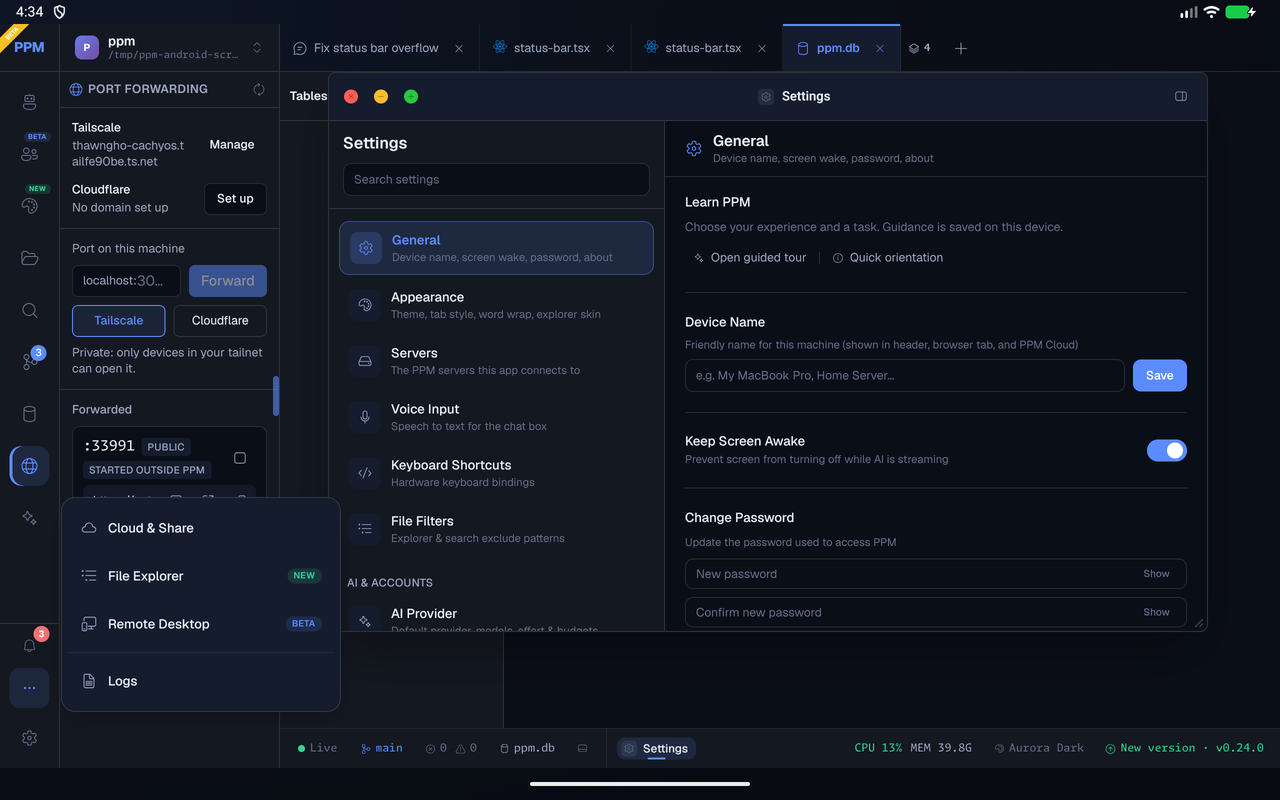 4:34
BETA
PPM
P
ppm
/tmp/ppm-android-scr…
Fix status bar overflow
status-bar.tsx
status-bar.tsx
ppm.db
4
PORT FORWARDING
Tailscale
thawngho-cachyos.t
ailfe90be.ts.net
Manage
Cloudflare
No domain set up
Set up
Port on this machine
localhost:30…
Forward
Tailscale
Cloudflare
Private: only devices in your tailnet
can open it.
Forwarded
:33991
PUBLIC
STARTED OUTSIDE PPM
BETA
NEW
3
3
Cloud & Share
File Explorer
NEW
Remote Desktop
BETA
Logs
Tables
Settings
Settings
Search settings
General
Device name, screen wake, password, about
Appearance
Theme, tab style, word wrap, explorer skin
Servers
The PPM servers this app connects to
Voice Input
Speech to text for the chat box
Keyboard Shortcuts
Hardware keyboard bindings
File Filters
Explorer & search exclude patterns
AI & ACCOUNTS
AI Provider
Default provider, models, effort & budgets
General
Device name, screen wake, password, about
Learn PPM
Choose your experience and a task. Guidance is saved on this device.
Open guided tour
Quick orientation
Device Name
Friendly name for this machine (shown in header, browser tab, and PPM Cloud)
e.g. My MacBook Pro, Home Server…
Save
Keep Screen Awake
Prevent screen from turning off while AI is streaming
Change Password
Update the password used to access PPM
New password
Show
Confirm new password
Show
Live
main
0
0
ppm.db
Settings
CPU 13% MEM 39.8G
Aurora Dark
New version · v0.24.0